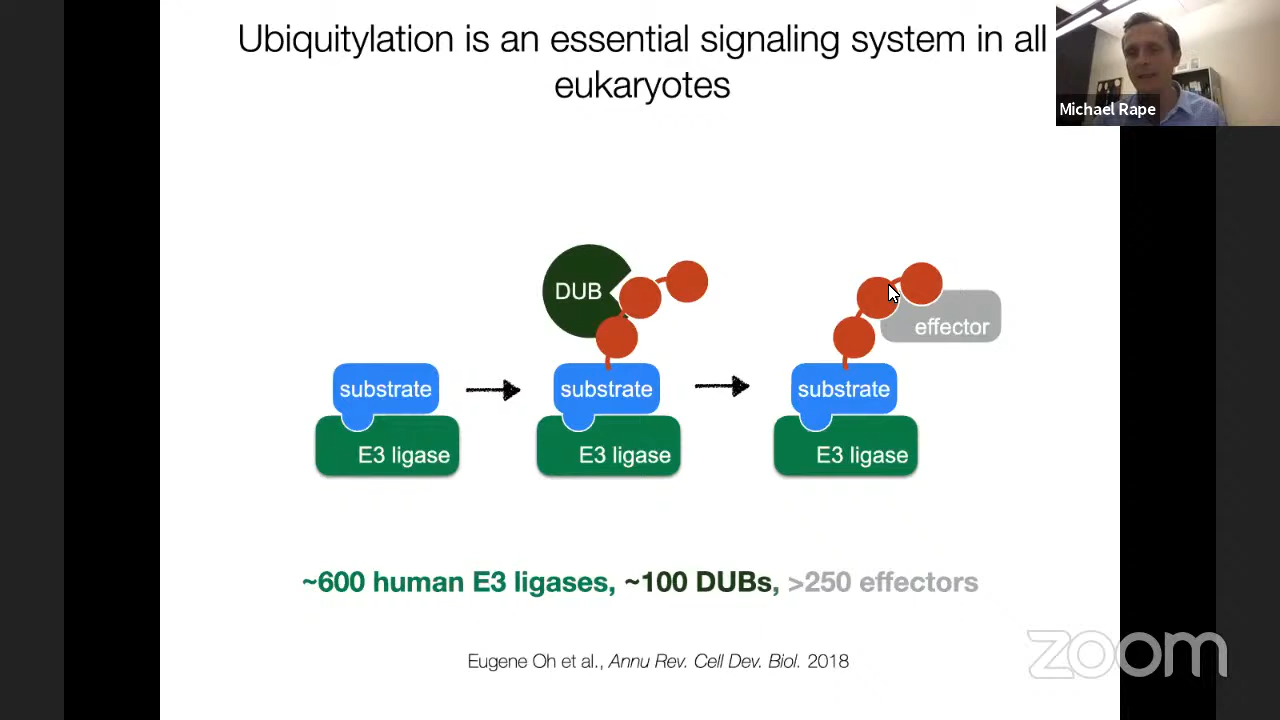 Ubiquitylation is an essential signaling system in all
eukaryotes
Michael Rape
DUB
effector
substrate
substrate
substrate
E3 ligase
E3 ligase
E3 ligase
~600 human E3 ligases, ~100 DUBs, >250 effectors
Eugene Oh et al., Annu Rev. Cell Dev. Biol. 2018
zoom